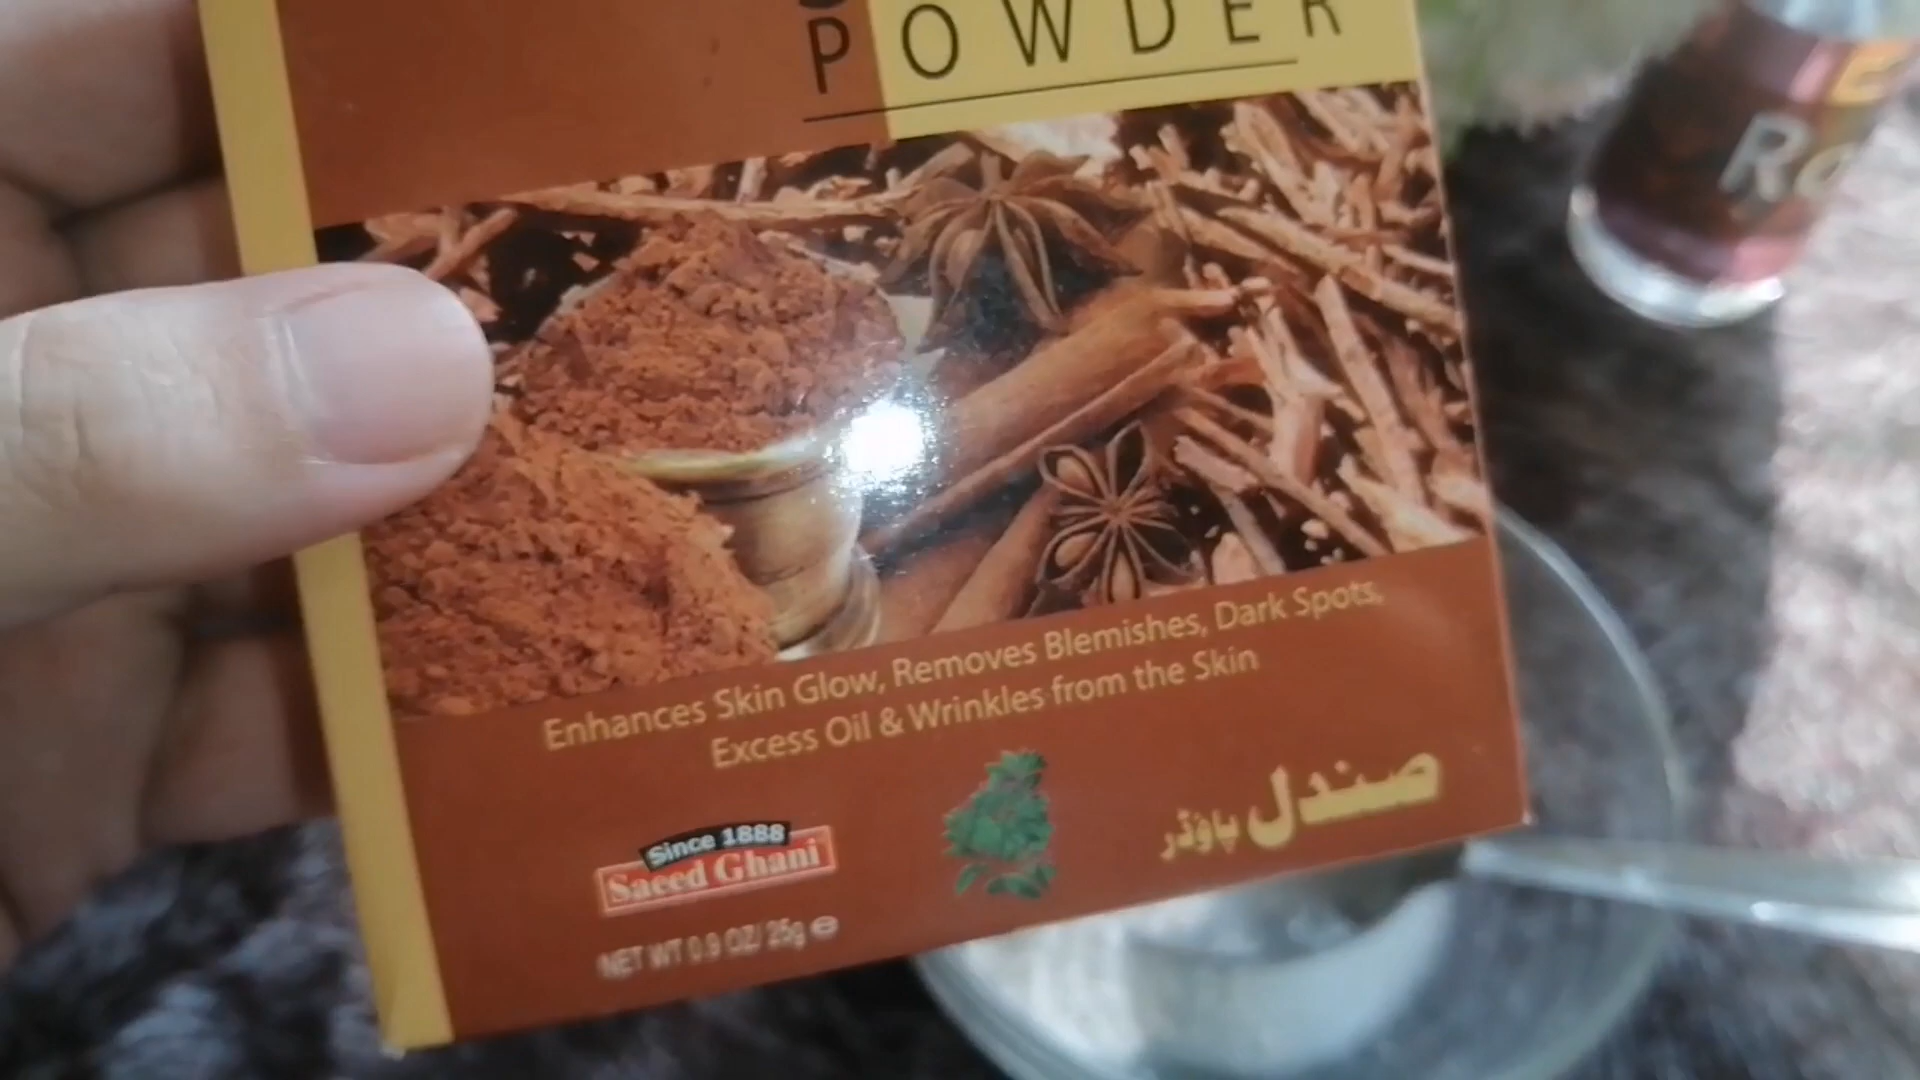 POWDER
Enhances Skin Glow, Removes Blemishes, Dark Spots,
Excess Oil & Wrinkles from the Skin
صندل پاؤڈر
Since 1888
Saeed Ghani
NET WT 0.9 OZ/ 25g ℮